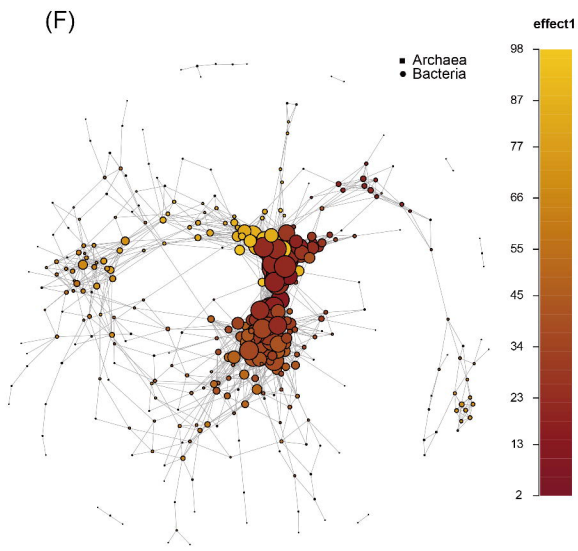 (F)
effect1
Archaea
Bacteria
98
87
77
66
55
45
34
23
13
2